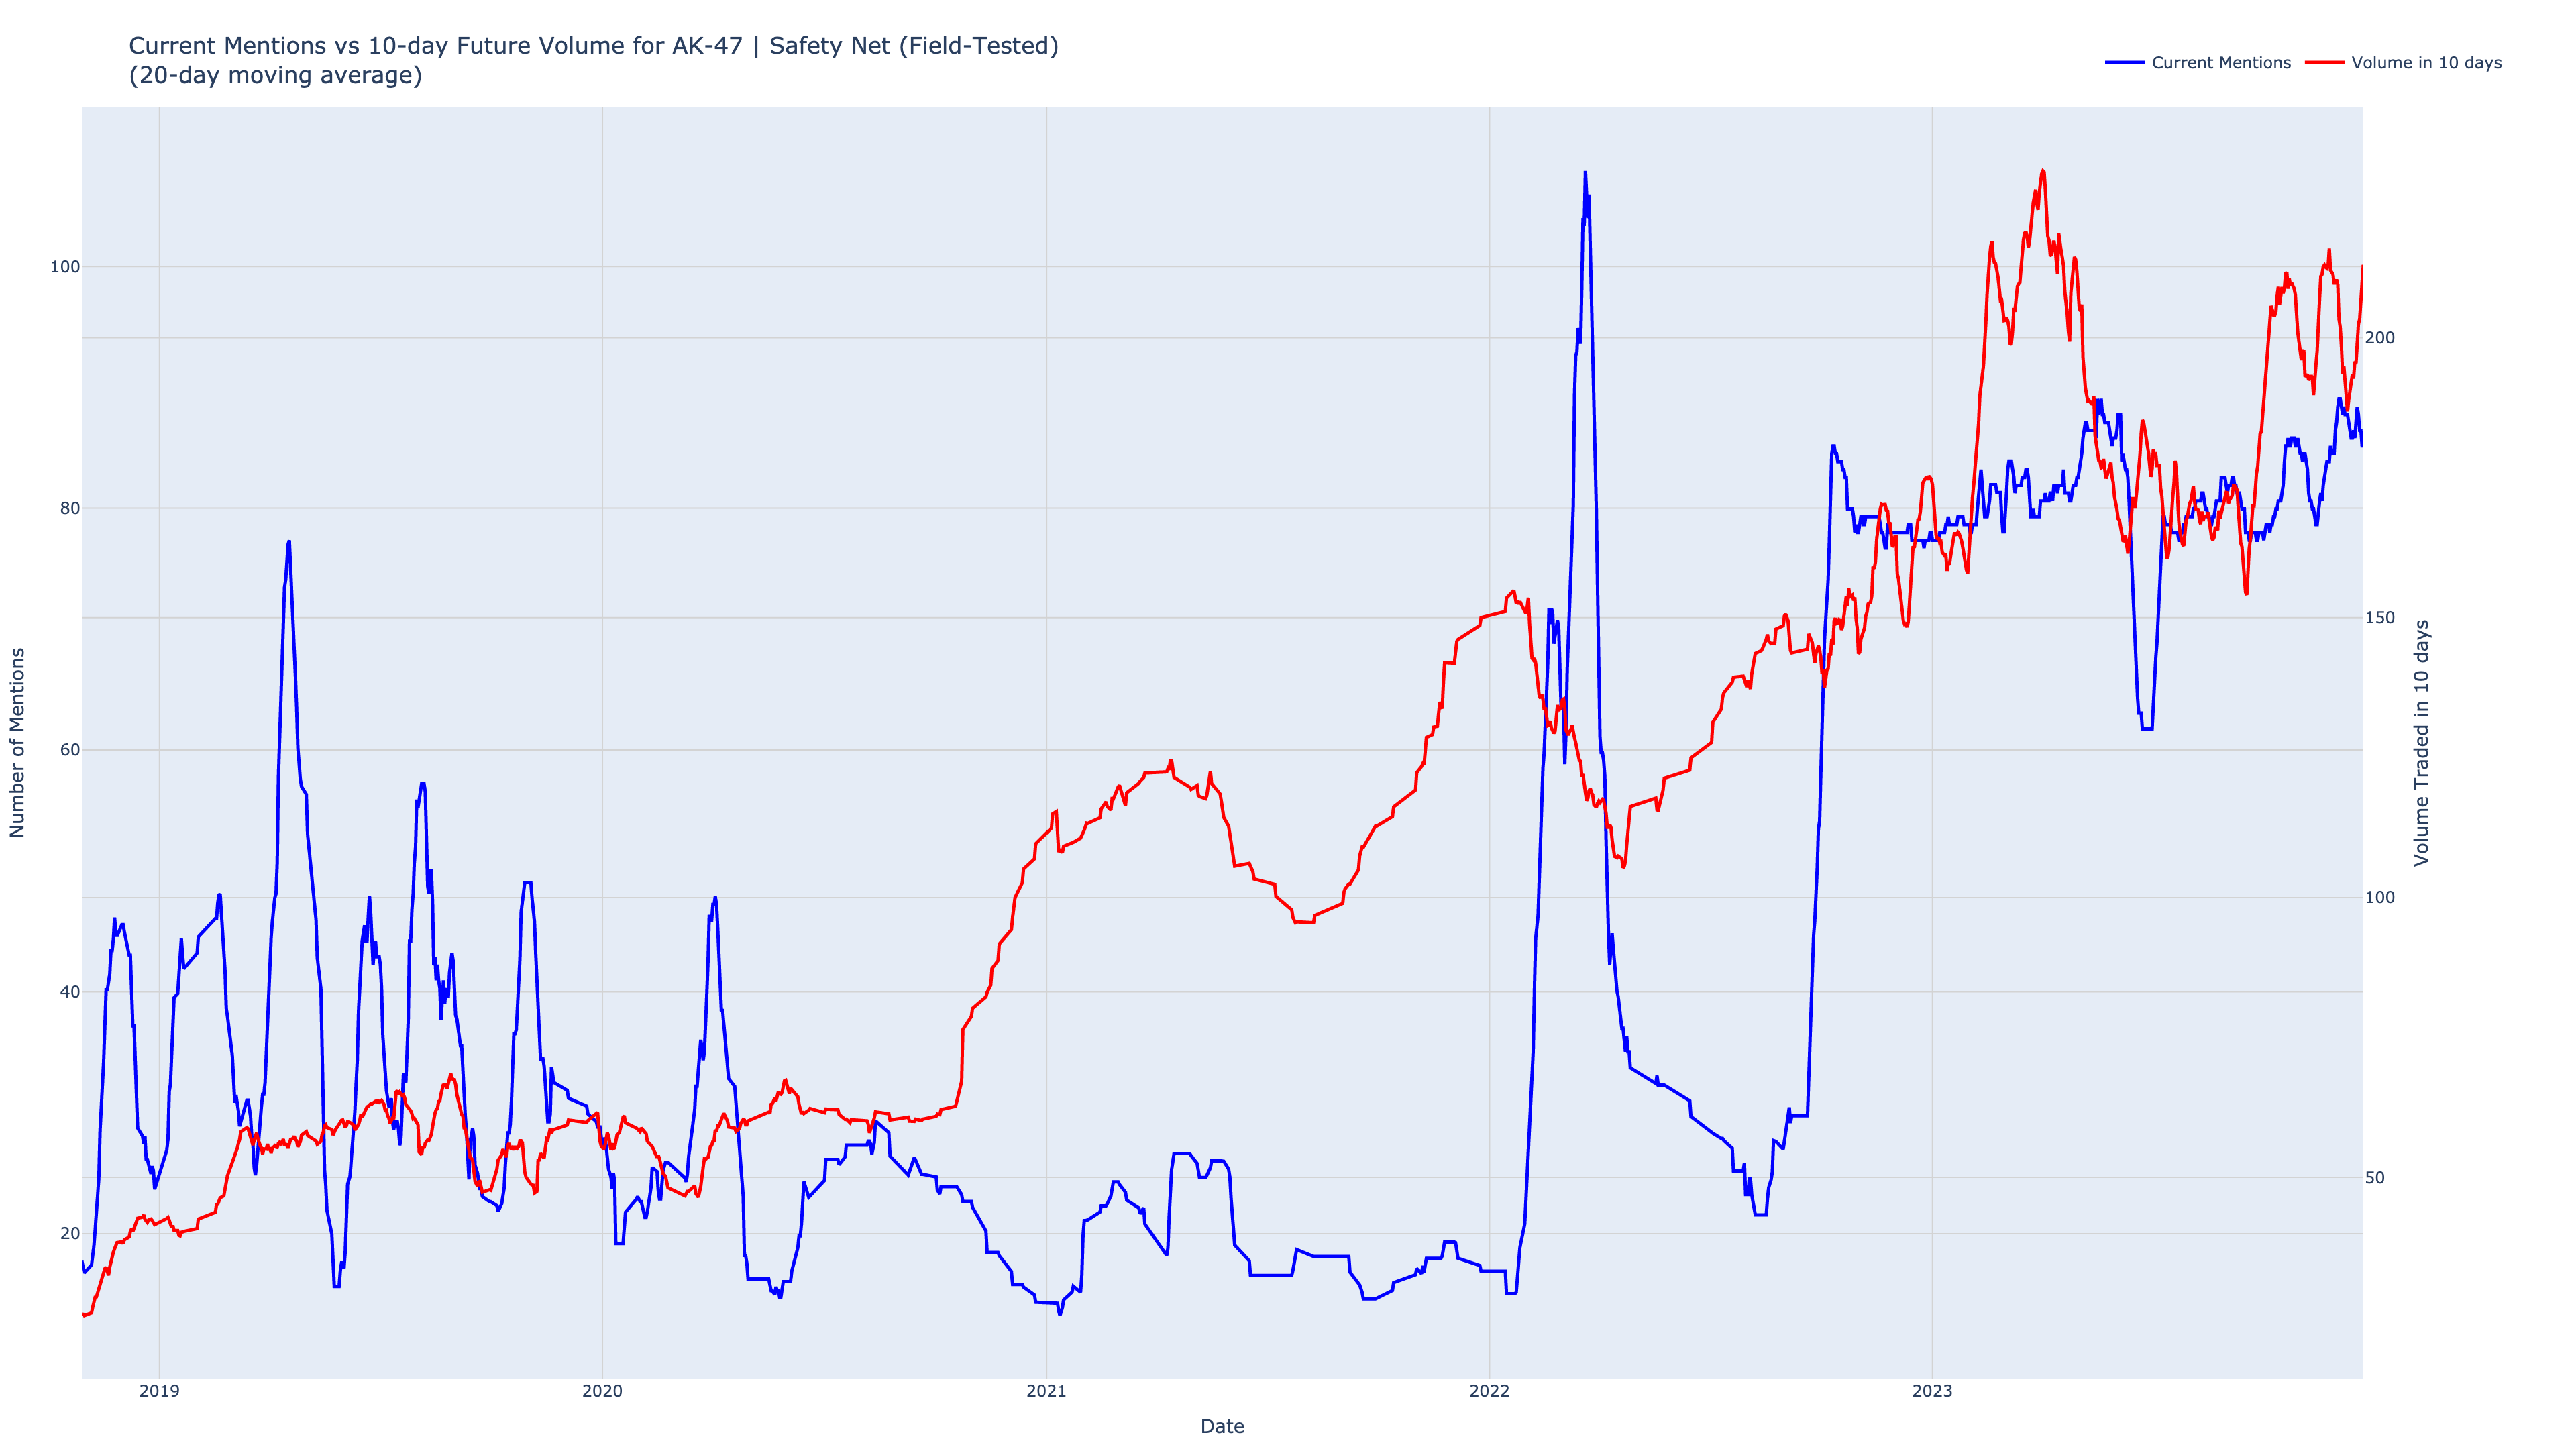 Current Mentions vs 10-day Future Volume for AK-47 | Safety Net (Field-Tested)
(20-day moving average)
Current Mentions
Volume in 10 days
Number of Mentions
100
80
60
40
20
200
150
100
50
Volume Traded in 10 days
2019
2020
2021
2022
2023
Date